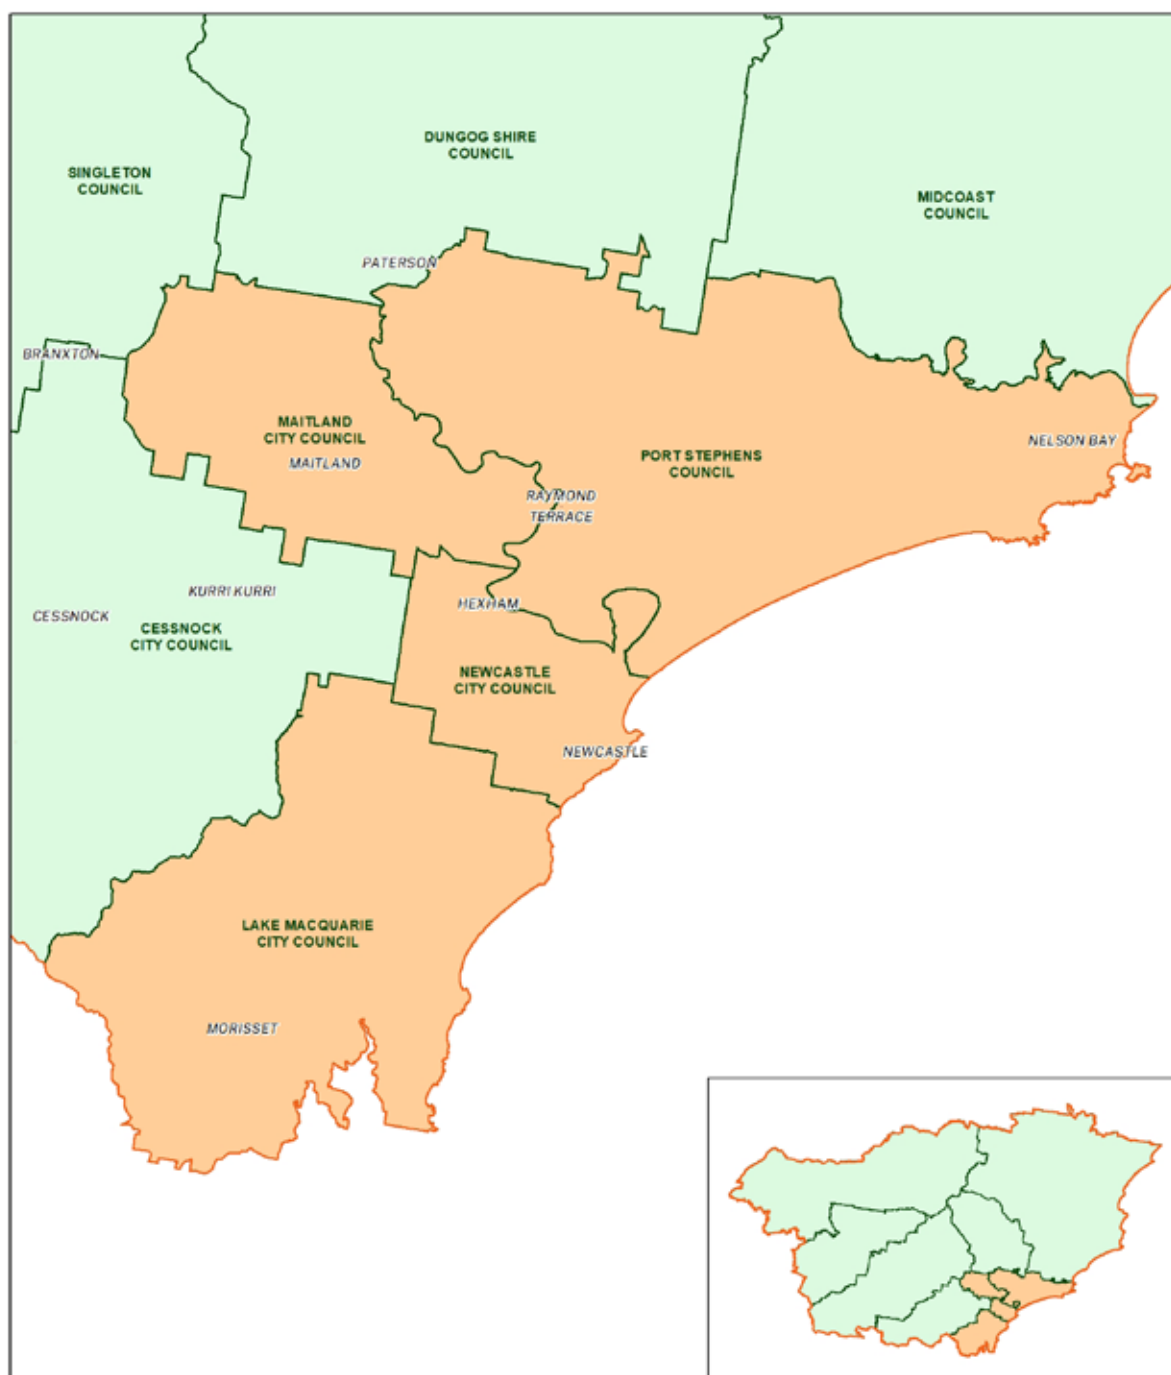 DUNGOG SHIRE
COUNCIL
SINGLETON
COUNCIL
MIDCOAST
COUNCIL
PATERSON
BRANXTON
MAITLAND
CITY COUNCIL
MAITLAND
PORT STEPHENS
COUNCIL
NELSON BAY
RAYMOND
TERRACE
KURRI KURRI
HEXHAM
CESSNOCK
CESSNOCK
CITY COUNCIL
NEWCASTLE
CITY COUNCIL
NEWCASTLE
LAKE MACQUARIE
CITY COUNCIL
MORISSET